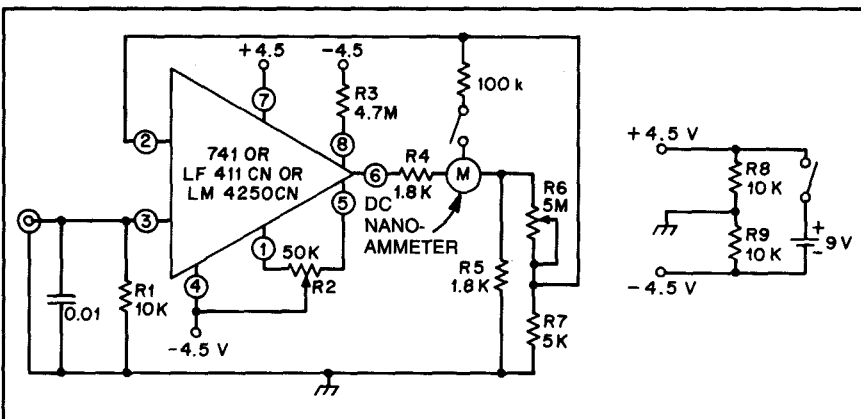 +4.5
-4.5
R3
4.7M
100 k
2
7
8
741 OR
LF 411 CN OR
LM 4250CN
6
R4
1.8K
M
DC
NANO-
AMMETER
5
3
1
50K
R2
4
-4.5 V
0.01
R1
10K
R5
1.8K
R6
5M
R7
5K
+4.5 V
R8
10 K
R9
10K
+
-
9V
-4.5 V